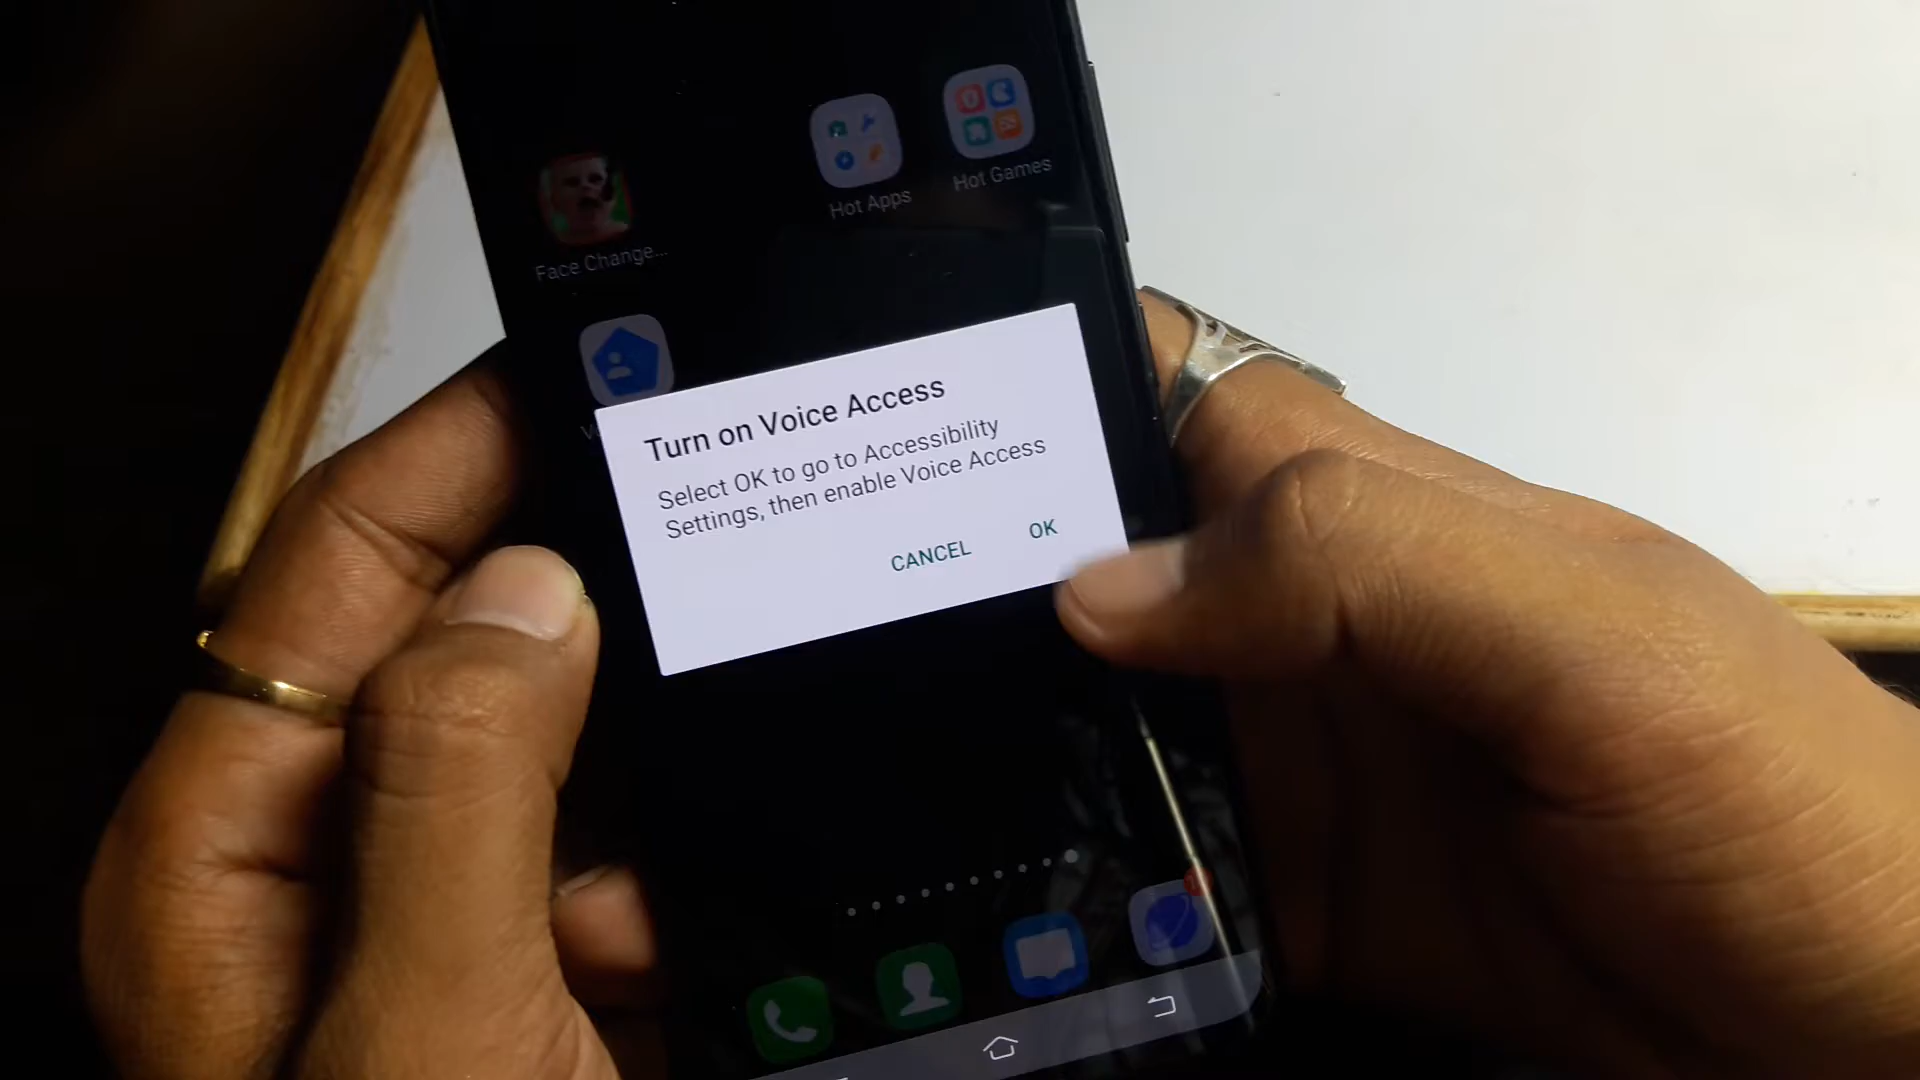 Hot Games
Hot Apps
Face Change...
Turn on Voice Access
Select OK to go to Accessibility
Settings, then enable Voice Access
CANCEL OK